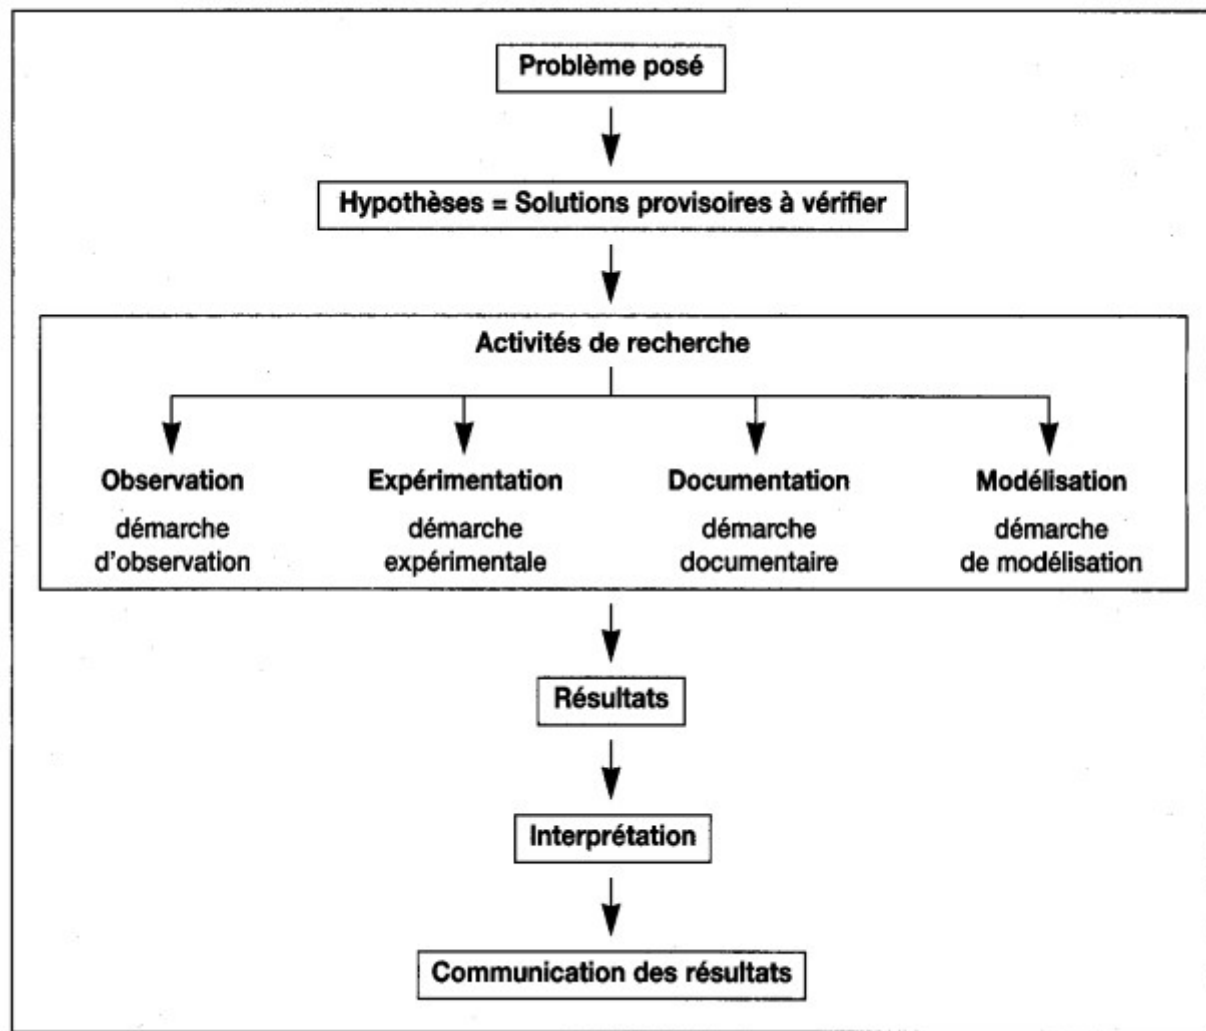 Problème posé
Hypothèses = Solutions provisoires à vérifier
Activités de recherche
Observation
démarche
d'observation
Expérimentation
démarche
expérimentale
Documentation
démarche
documentaire
Modélisation
démarche
de modélisation
Résultats
Interprétation
Communication des résultats